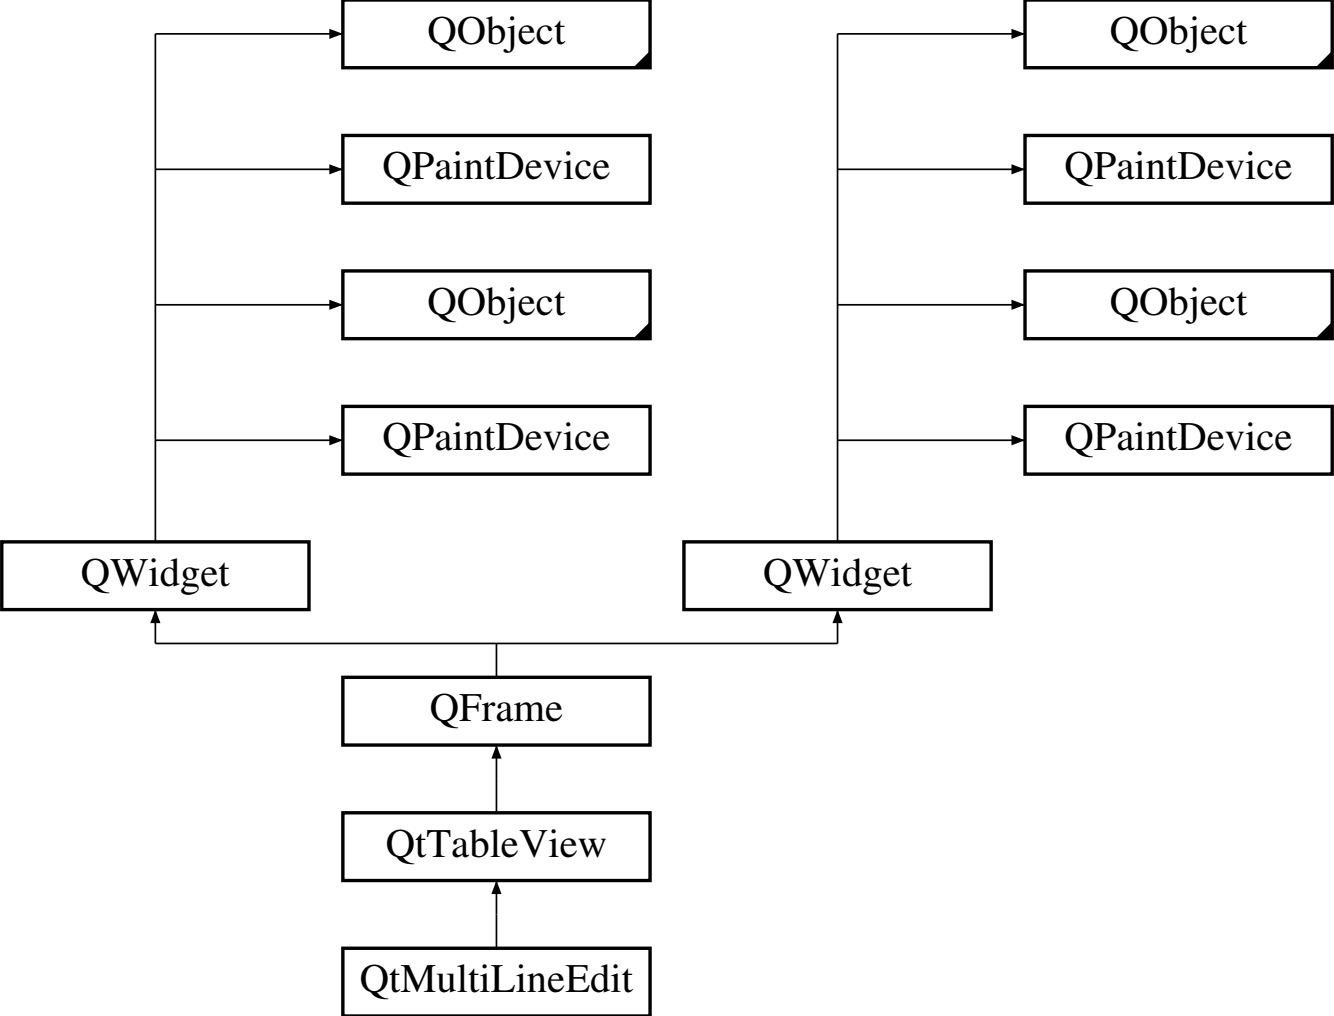 QObject
QObject
QPaintDevice
QPaintDevice
QObject
QObject
QPaintDevice
QPaintDevice
QWidget
QWidget
QFrame
QtTableView
QtMultiLineEdit